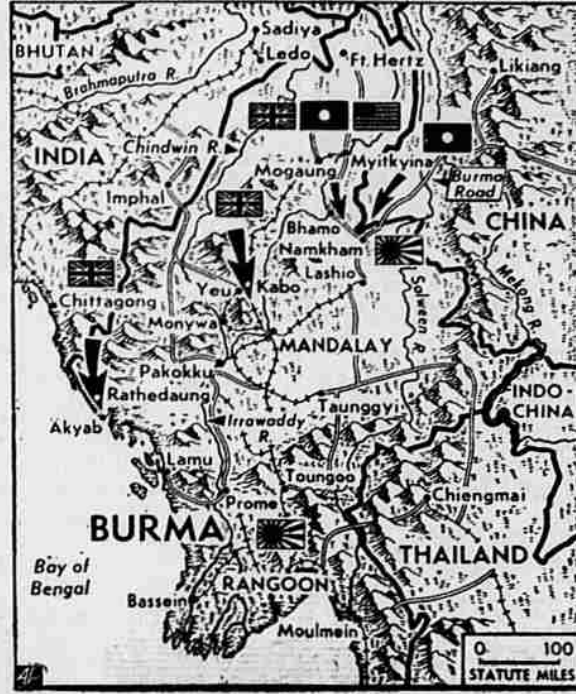 Sadiya
BHUTAN
Ledo
Ft. Hertz
Likiang
Brahmaputra R.
INDIA
Chindwin R.
Mogaung
Myitkyina
Burma
Road
Imphal
CHINA
Bhamo
Namkham
Lashio
Chittagong
Yeu
Kabo
Salween R.
Mekong R.
Monywa
MANDALAY
Pakokku
INDO-
CHINA
Rathedaung
Taunggyi
Akyab
Irrawaddy
R.
Lamu
Toungoo
Chiengmai
Prome
BURMA
THAILAND
Bay of
Bengal
RANGOON
Bassein
Moulmein
0 100
STATUTE MILES